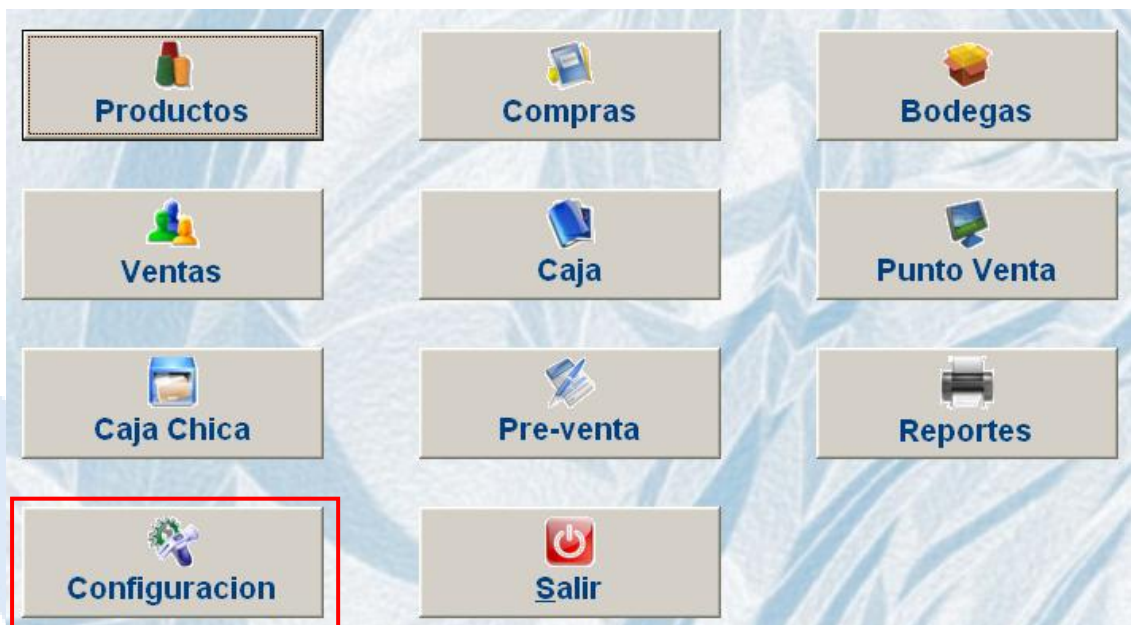 Productos
Compras
Bodegas
Ventas
Caja
Punto Venta
Caja Chica
Pre-venta
Reportes
Configuracion
Salir